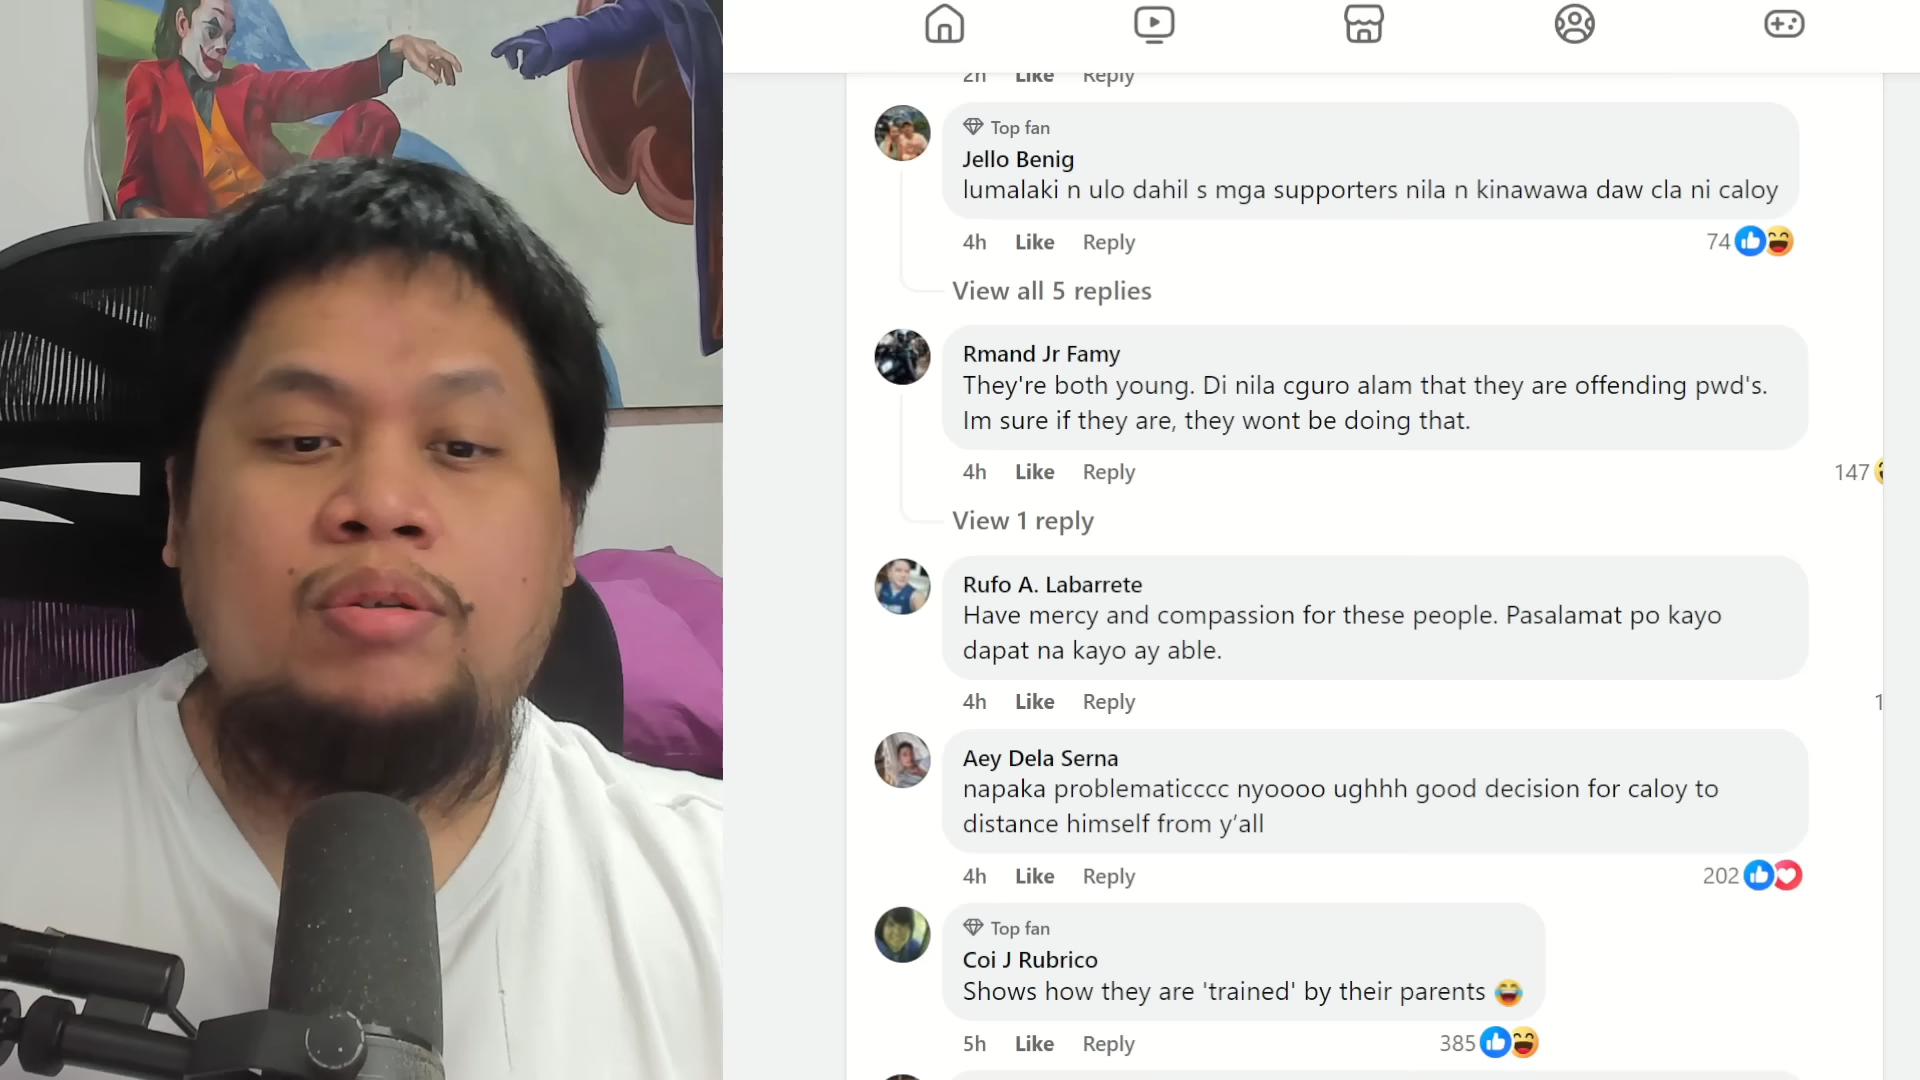 2h Like Reply
Top fan
Jello Benig
lumalaki n ulo dahil s mga supporters nila n kinawawa daw cla ni caloy
4h Like Reply 74
View all 5 replies
Rmand Jr Famy
They're both young. Di nila cguro alam that they are offending pwd's.
Im sure if they are, they wont be doing that.
4h Like Reply 147
View 1 reply
Rufo A. Labarrete
Have mercy and compassion for these people. Pasalamat po kayo
dapat na kayo ay able.
4h Like Reply 1
Aey Dela Serna
napaka problematicccc nyoooo ughhh good decision for caloy to
distance himself from y’all
4h Like Reply 202
Top fan
Coi J Rubrico
Shows how they are 'trained' by their parents 😂
5h Like Reply 385